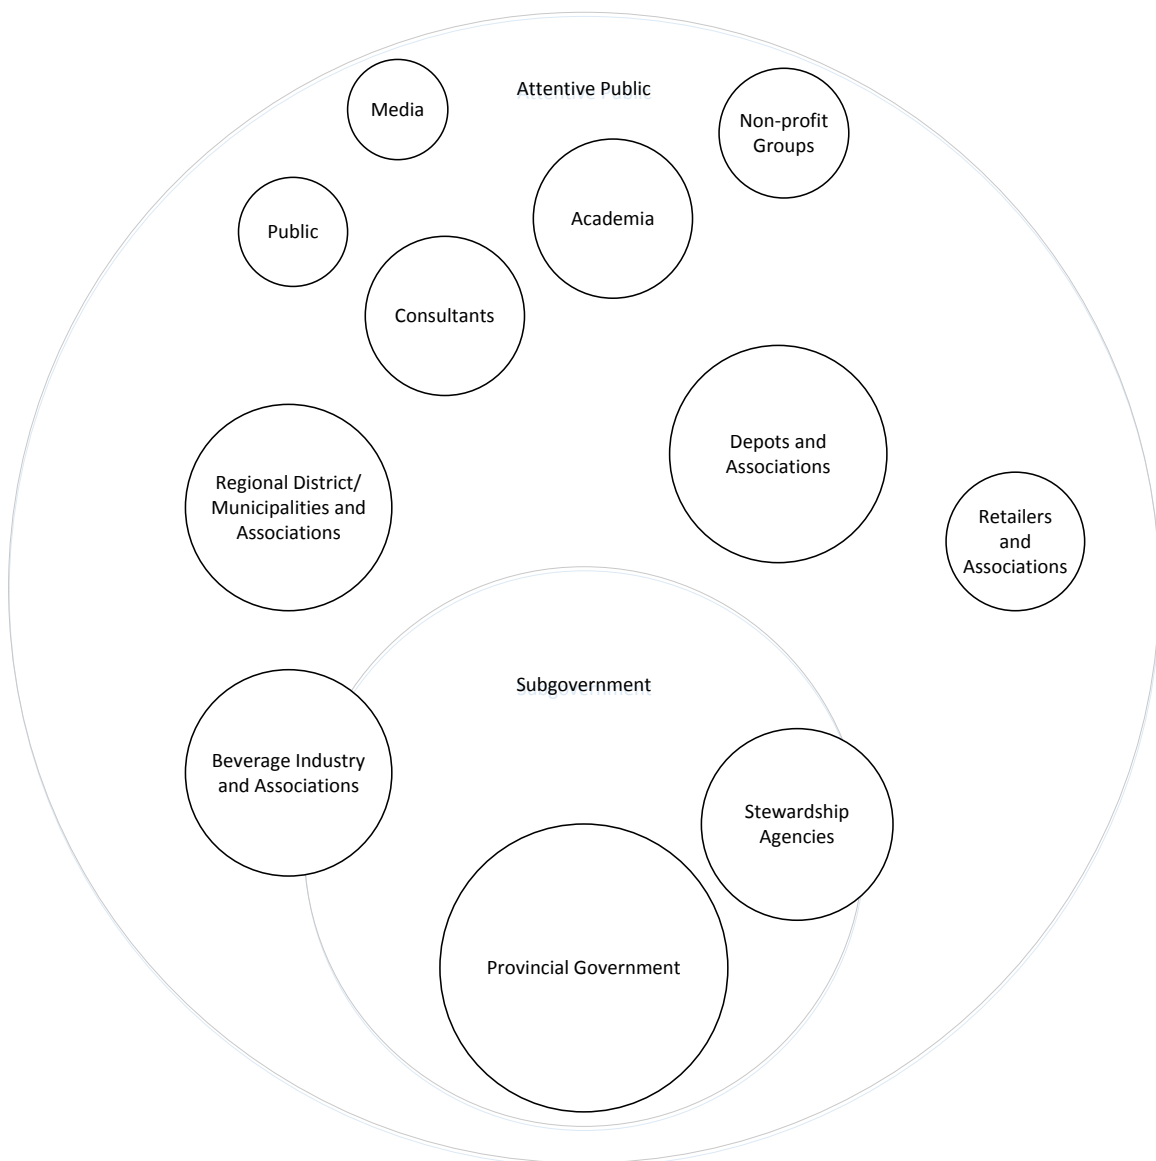 Attentive Public
Media
Non-profit
Groups
Academia
Public
Consultants
Depots and
Associations
Regional District/
Municipalities and
Associations
Retailers
and
Associations
Subgovernment
Beverage Industry
and Associations
Stewardship
Agencies
Provincial Government